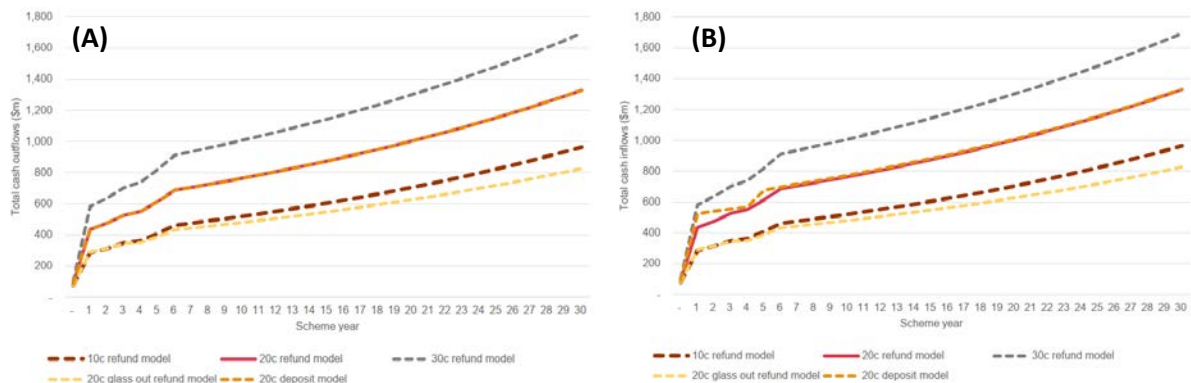 (A)
Total cash outflows ($m)
1,800
1,600
1,400
1,200
1,000
800
600
400
200
-
- 1 2 3 4 5 6 7 8 9 10 11 12 13 14 15 16 17 18 19 20 21 22 23 24 25 26 27 28 29 30
Scheme year
10c refund model 20c refund model 30c refund model
20c glass out refund model 20c deposit model
(B)
Total cash inflows ($m)
1,800
1,600
1,400
1,200
1,000
800
600
400
200
-
- 1 2 3 4 5 6 7 8 9 10 11 12 13 14 15 16 17 18 19 20 21 22 23 24 25 26 27 28 29 30
Scheme year
10c refund model 20c refund model 30c refund model
20c glass out refund model 20c deposit model